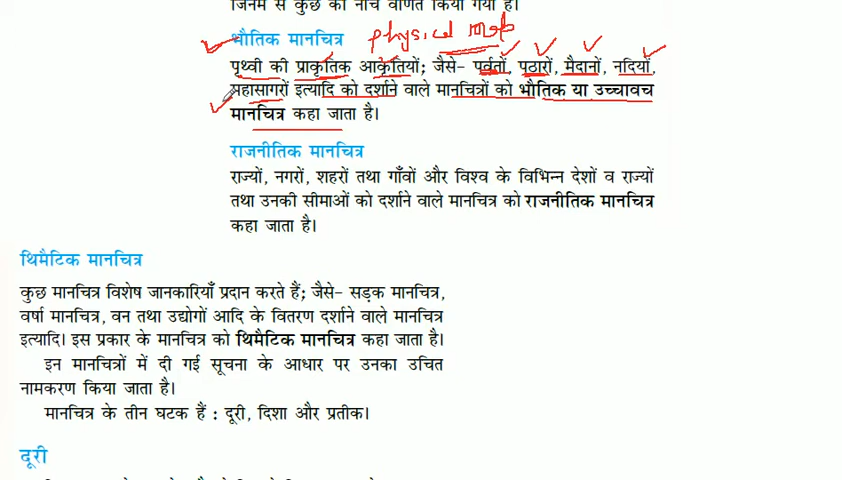 जिनमें से कुछ को नीचे वर्णित किया गया है।
भौतिक मानचित्र physical map
पृथ्वी की प्राकृतिक आकृतियों; जैसे– पर्वतों, पठारों, मैदानों, नदियों,
महासागरों इत्यादि को दर्शाने वाले मानचित्रों को भौतिक या उच्चावच
मानचित्र कहा जाता है।
राजनीतिक मानचित्र
राज्यों, नगरों, शहरों तथा गाँवों और विश्व के विभिन्न देशों व राज्यों
तथा उनकी सीमाओं को दर्शाने वाले मानचित्र को राजनीतिक मानचित्र
कहा जाता है।
थिमैटिक मानचित्र
कुछ मानचित्र विशेष जानकारियाँ प्रदान करते हैं; जैसे– सड़क मानचित्र,
वर्षा मानचित्र, वन तथा उद्योगों आदि के वितरण दर्शाने वाले मानचित्र
इत्यादि। इस प्रकार के मानचित्र को थिमैटिक मानचित्र कहा जाता है।
इन मानचित्रों में दी गई सूचना के आधार पर उनका उचित
नामकरण किया जाता है।
मानचित्र के तीन घटक हैं : दूरी, दिशा और प्रतीक।
दूरी